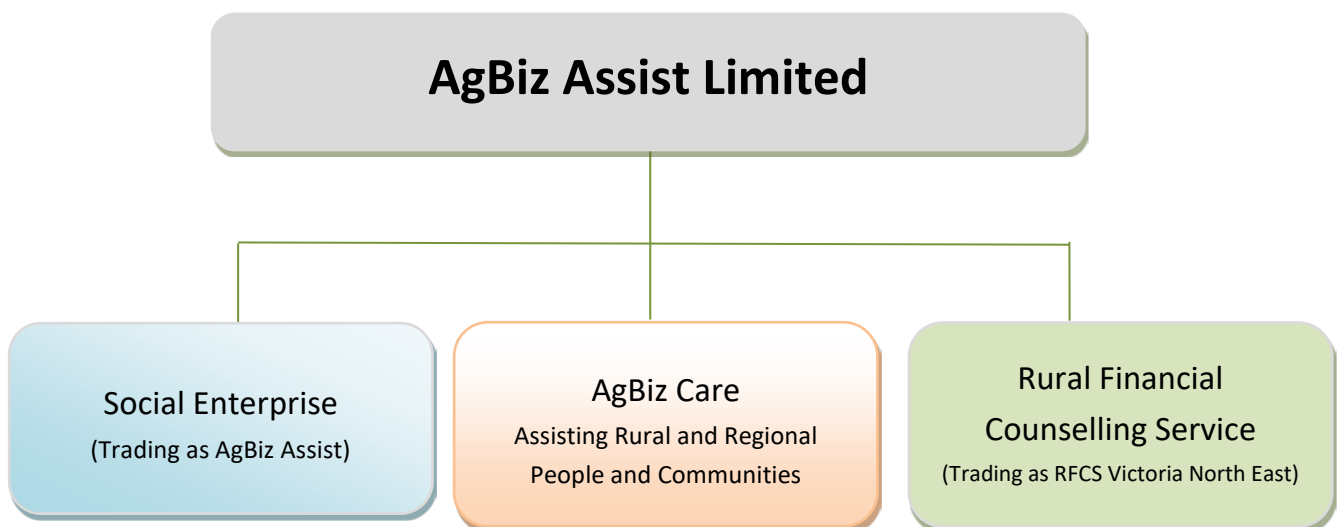 AgBiz Assist Limited
Social Enterprise
(Trading as AgBiz Assist)
AgBiz Care
Assisting Rural and Regional
People and Communities
Rural Financial
Counselling Service
(Trading as RFCS Victoria North East)